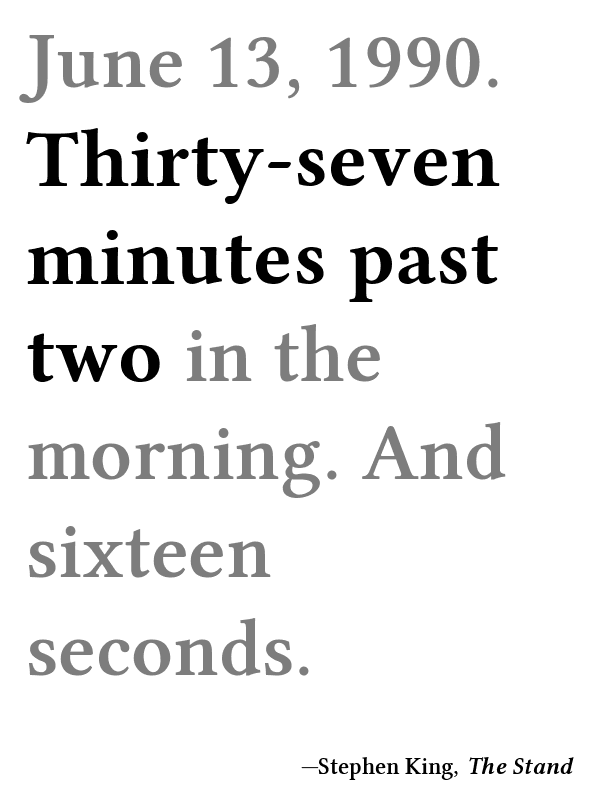 June 13, 1990.
Thirty-seven
minutes past
two in the
morning. And
sixteen
seconds.
—Stephen King, The Stand